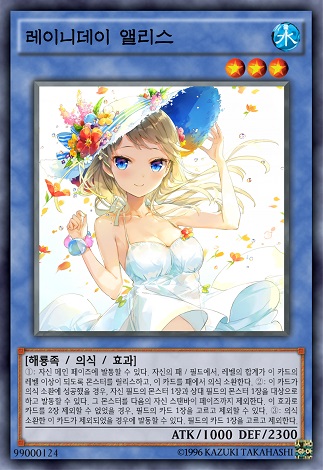 레이니데이 앨리스
水
[해룡족 / 의식 / 효과]
①: 자신 메인 페이즈에 발동할 수 있다. 자신의 패 / 필드에서, 레벨의 합계가 이 카드의
레벨 이상이 되도록 몬스터를 릴리스하고, 이 카드를 패에서 의식 소환한다. ②: 이 카드가
의식 소환에 성공했을 경우, 자신 필드의 몬스터 1장과 상대 필드의 몬스터 1장을 대상으로
하고 발동할 수 있다. 그 몬스터를 다음의 자신 스탠바이 페이즈까지 제외한다. 이 효과로
카드를 2장 제외할 수 없었을 경우, 필드의 카드 1장을 고르고 제외할 수 있다. ③: 의식
소환한 이 카드가 제외되었을 경우에 발동할 수 있다. 필드의 카드 1장을 고르고 제외한다.
ATK/1000 DEF/2300
99000124 ©1996 KAZUKI TAKAHASHI